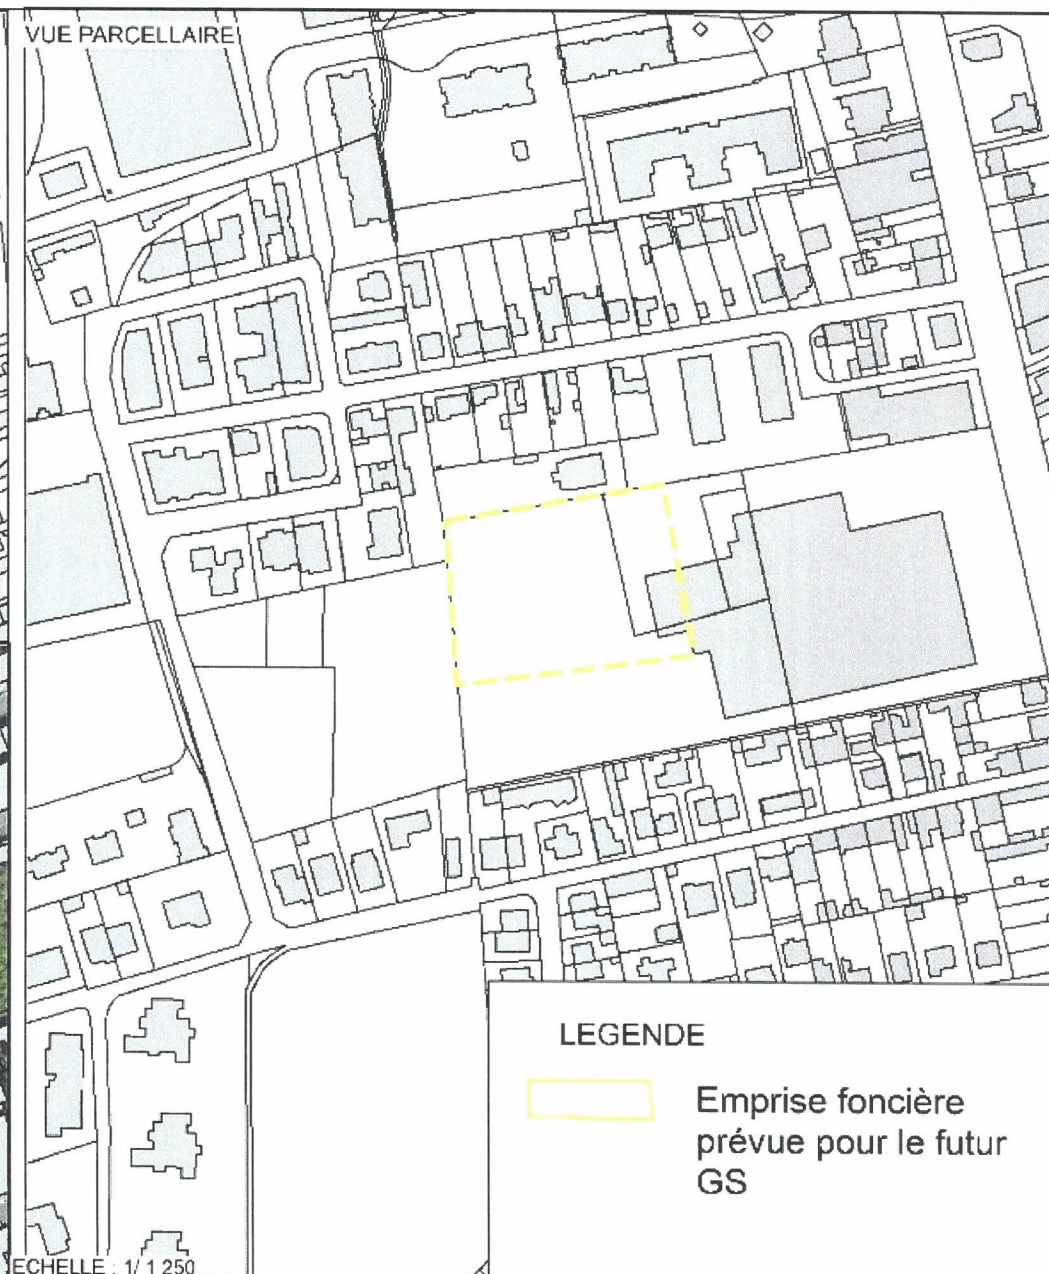 VUE PARCELLAIRE
LEGENDE
Emprise foncière
prévue pour le futur
GS
ECHELLE : 1/ 1 250